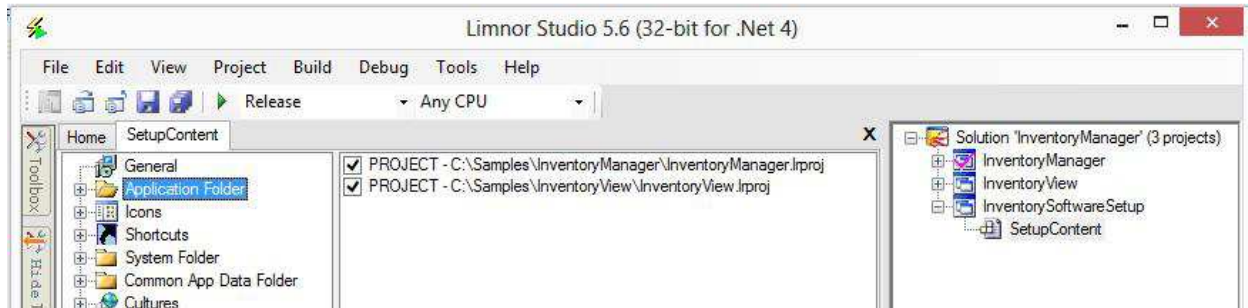 Limnor Studio 5.6 (32-bit for .Net 4)
File Edit View Project Build Debug Tools Help
Release Any CPU
Home SetupContent X
Toolbox
Hide
General
Application Folder
Icons
Shortcuts
System Folder
Common App Data Folder
Cultures
PROJECT - C:\Samples\InventoryManager\InventoryManager.lrproj
PROJECT - C:\Samples\InventoryView\InventoryView.lrproj
Solution 'InventoryManager' (3 projects)
InventoryManager
InventoryView
InventorySoftwareSetup
SetupContent